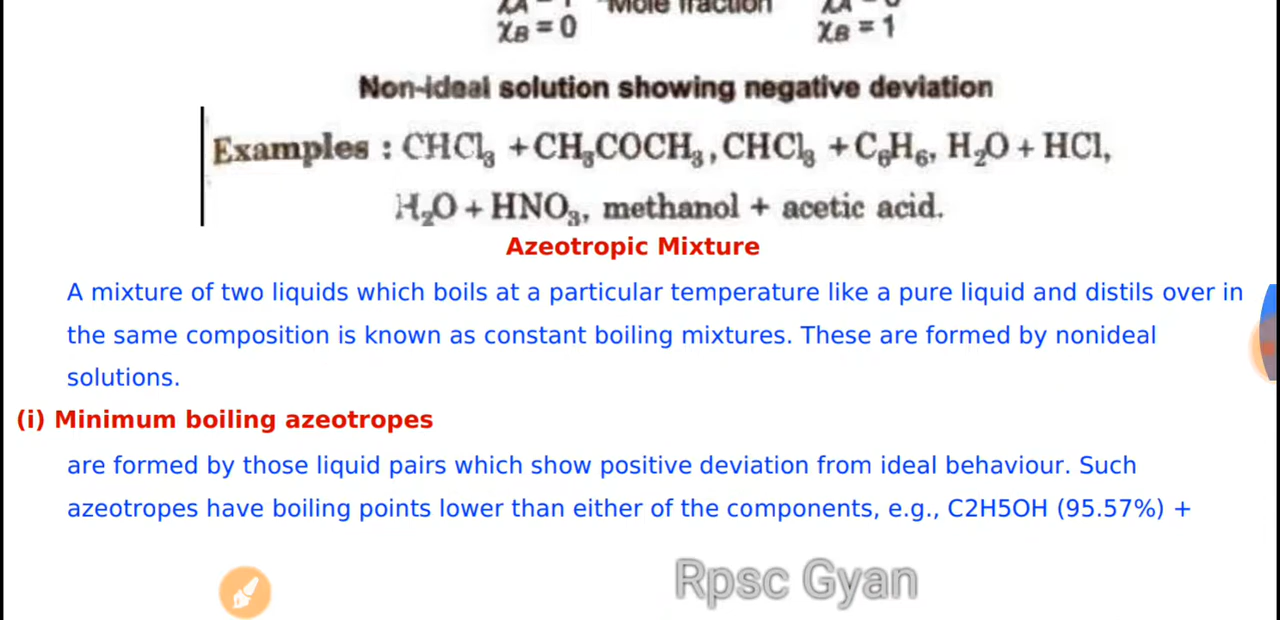 χA = 1 Mole fraction χA = 0
χB = 0 χB = 1
Non-ideal solution showing negative deviation
Examples : CHCl₃ + CH₃COCH₃, CHCl₃ + C₆H₆, H₂O + HCl,
H₂O + HNO₃, methanol + acetic acid.
Azeotropic Mixture
A mixture of two liquids which boils at a particular temperature like a pure liquid and distils over in
the same composition is known as constant boiling mixtures. These are formed by nonideal
solutions.
(i) Minimum boiling azeotropes
are formed by those liquid pairs which show positive deviation from ideal behaviour. Such
azeotropes have boiling points lower than either of the components, e.g., C2H5OH (95.57%) +
Rpsc Gyan